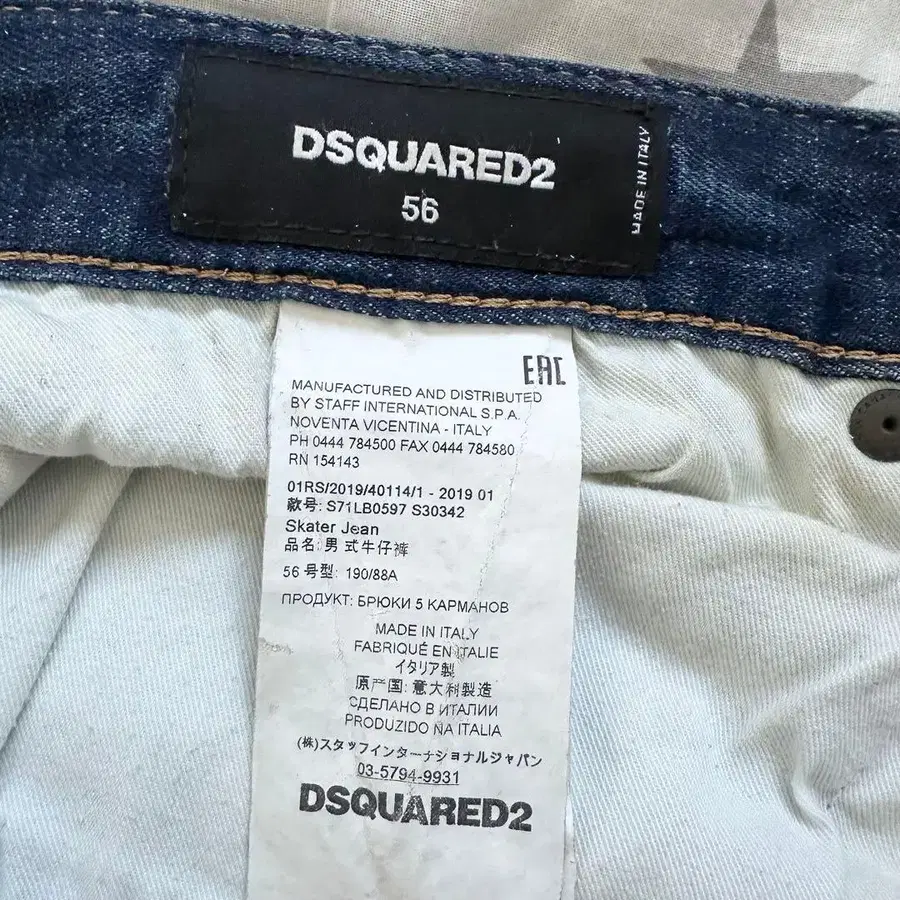 DSQUARED2
56
MADE IN ITALY
EAC
MANUFACTURED AND DISTRIBUTED
BY STAFF INTERNATIONAL S.P.A.
NOVENTA VICENTINA - ITALY
PH 0444 784500 FAX 0444 784580
RN 154143
01RS/2019/40114/1 - 2019 01
款号: S71LB0597 S30342
Skater Jean
品名: 男式牛仔裤
56 号型: 190/88A
ПРОДУКТ: БРЮКИ 5 КАРМАНОВ
MADE IN ITALY
FABRIQUÉ EN ITALIE
イタリア製
原产国: 意大利製造
СДЕЛАНО В ИТАЛИИ
PRODUZIDO NA ITALIA
(株)スタッフインターナショナルジャパン
03-5794-9931
DSQUARED2